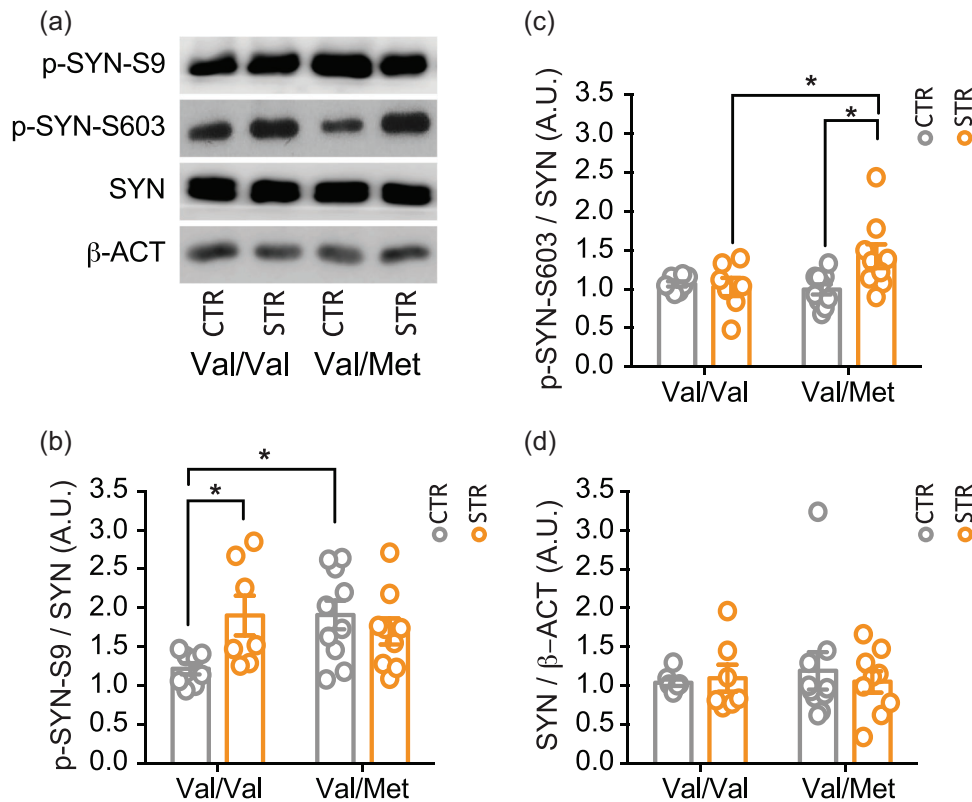 (a)
p-SYN-S9
p-SYN-S603
SYN
β-ACT
CTR STR CTR STR
Val/Val Val/Met
(b)
p-SYN-S9 / SYN (A.U.)
3.5
3.0
2.5
2.0
1.5
1.0
0.5
0.0
*
*
CTR
STR
Val/Val Val/Met
(c)
p-SYN-S603 / SYN (A.U.)
3.5
3.0
2.5
2.0
1.5
1.0
0.5
0.0
*
*
CTR
STR
Val/Val Val/Met
(d)
SYN / β–ACT (A.U.)
3.5
3.0
2.5
2.0
1.5
1.0
0.5
0.0
CTR
STR
Val/Val Val/Met